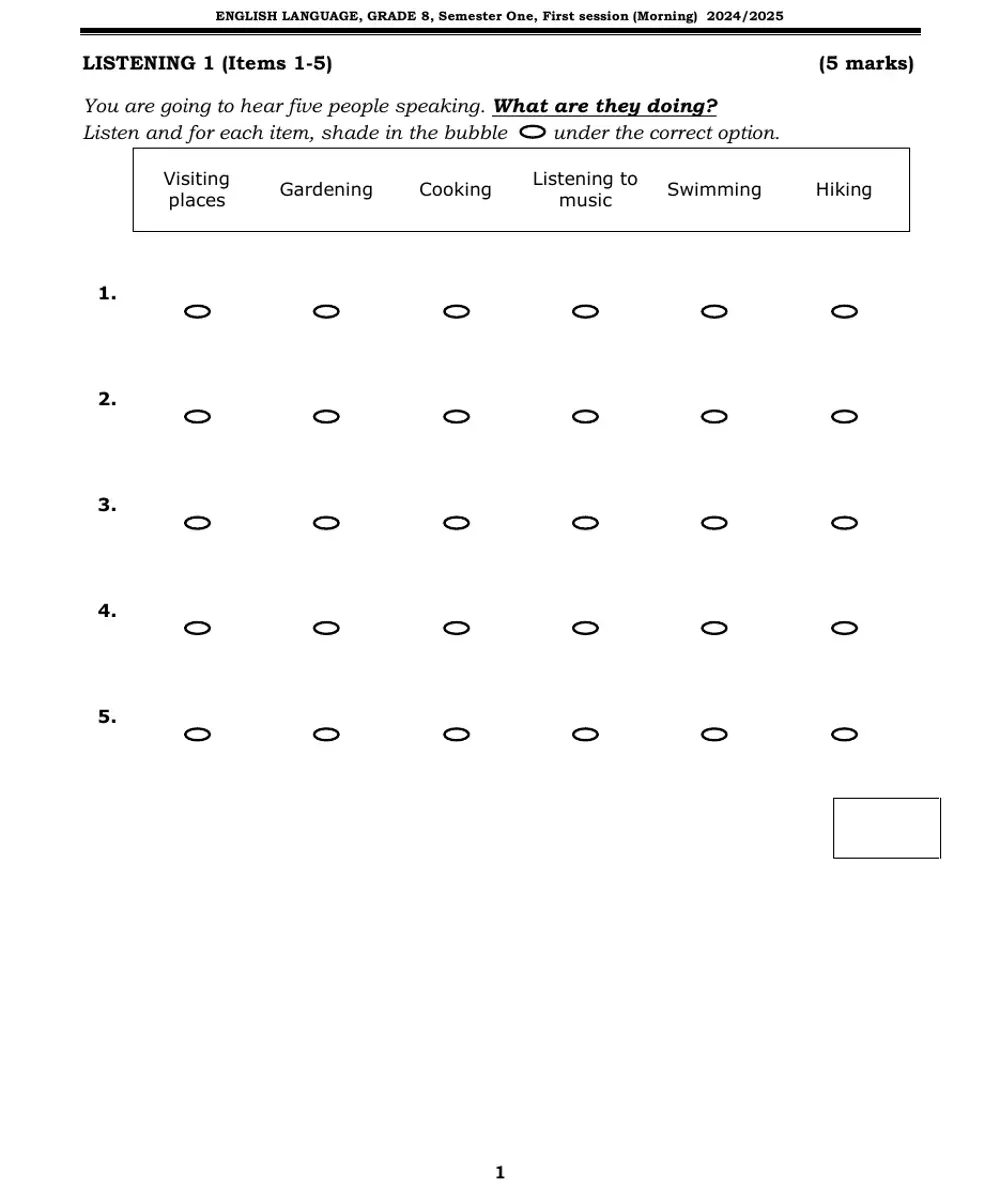 ENGLISH LANGUAGE, GRADE 8, Semester One, First session (Morning) 2024/2025
LISTENING 1 (Items 1-5) (5 marks)
You are going to hear five people speaking. What are they doing?
Listen and for each item, shade in the bubble under the correct option.
Visiting places Gardening Cooking Listening to music Swimming Hiking
1.
2.
3.
4.
5.
1